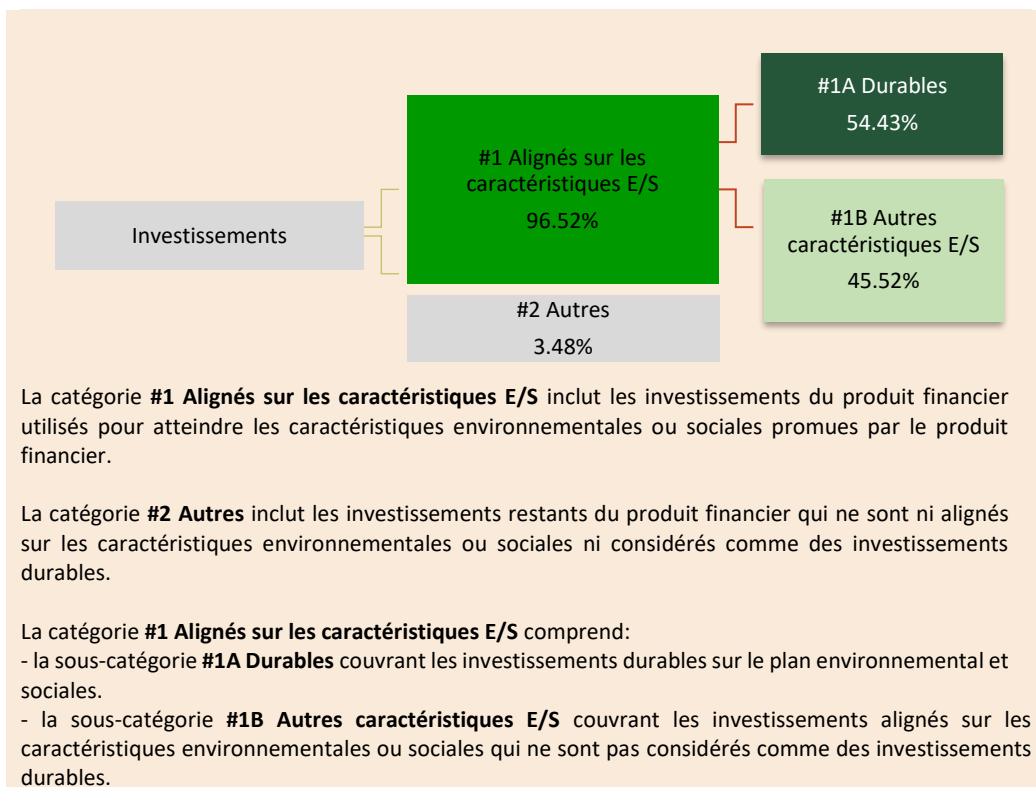 Investissements
#1 Alignés sur les
caractéristiques E/S
96.52%
#2 Autres
3.48%
#1A Durables
54.43%
#1B Autres
caractéristiques E/S
45.52%
La catégorie #1 Alignés sur les caractéristiques E/S inclut les investissements du produit financier
utilisés pour atteindre les caractéristiques environnementales ou sociales promues par le produit
financier.
La catégorie #2 Autres inclut les investissements restants du produit financier qui ne sont ni alignés
sur les caractéristiques environnementales ou sociales ni considérés comme des investissements
durables.
La catégorie #1 Alignés sur les caractéristiques E/S comprend:
- la sous-catégorie #1A Durables couvrant les investissements durables sur le plan environnemental et
sociales.
- la sous-catégorie #1B Autres caractéristiques E/S couvrant les investissements alignés sur les
caractéristiques environnementales ou sociales qui ne sont pas considérés comme des investissements
durables.